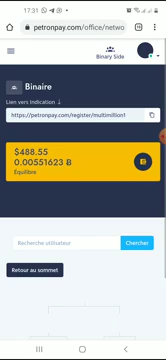 17:31
petronpay.com/office/netwo
Binary Side
Binaire
Lien vers Indication ↓
https://petronpay.com/register/multimillion1
$488.55
0.00551623 Ƀ
Équilibre
Recherche utilisateur
Chercher
Retour au sommet